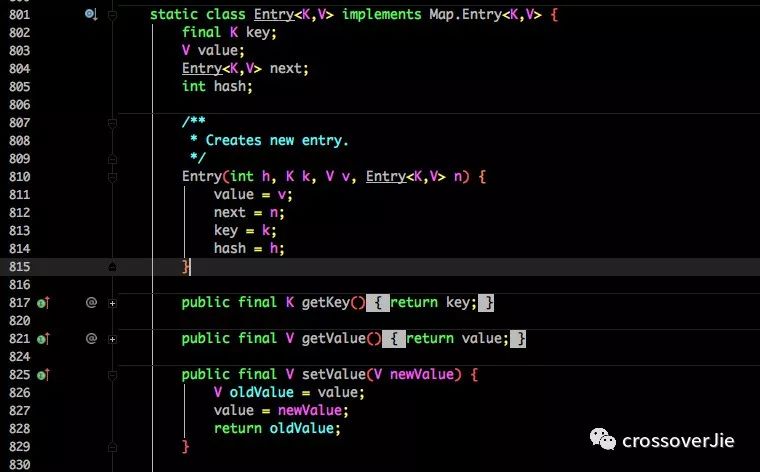 801 static class Entry<K,V> implements Map.Entry<K,V> {
802 final K key;
803 V value;
804 Entry<K,V> next;
805 int hash;
806
807 /**
808 * Creates new entry.
809 */
810 Entry(int h, K k, V v, Entry<K,V> n) {
811 value = v;
812 next = n;
813 key = k;
814 hash = h;
815 }
816
817 @ public final K getKey() { return key; }
820
821 @ public final V getValue() { return value; }
824
825 public final V setValue(V newValue) {
826 V oldValue = value;
827 value = newValue;
828 return oldValue;
829 }
830
crossoverJie